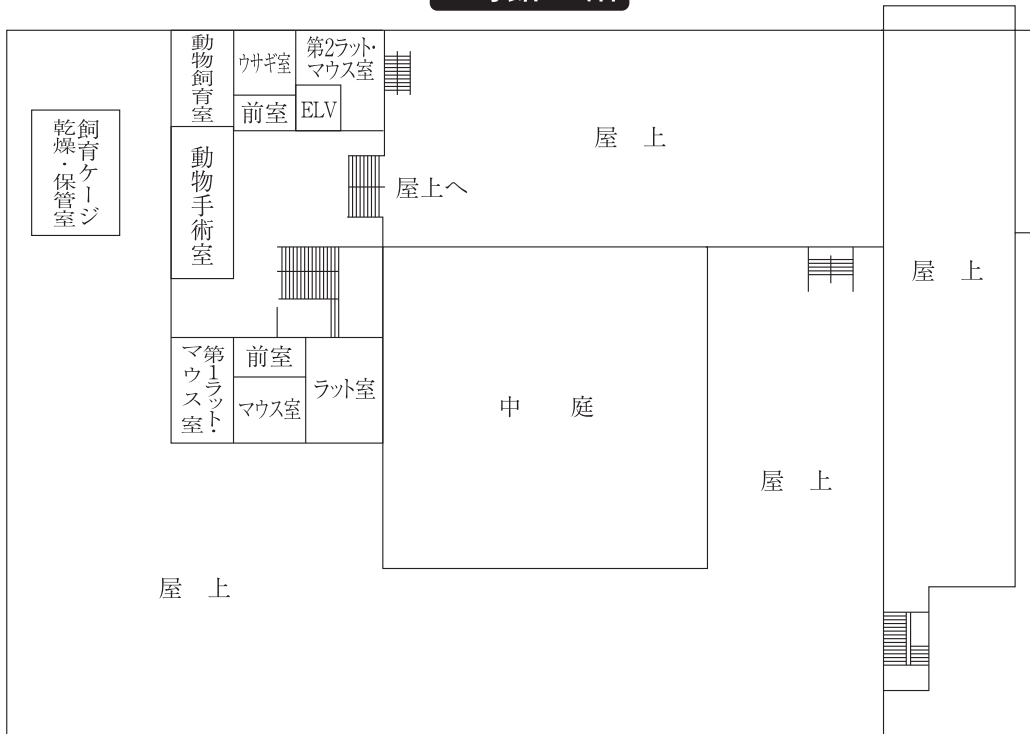 動物飼育室
ウサギ室
第2ラット・
マウス室
前室
ELV
飼育ケージ
乾燥・保管室
動物手術室
屋上へ
屋　上
屋　上
第1ラット・
マウス室
前室
マウス室
ラット室
中　庭
屋　上
屋　上